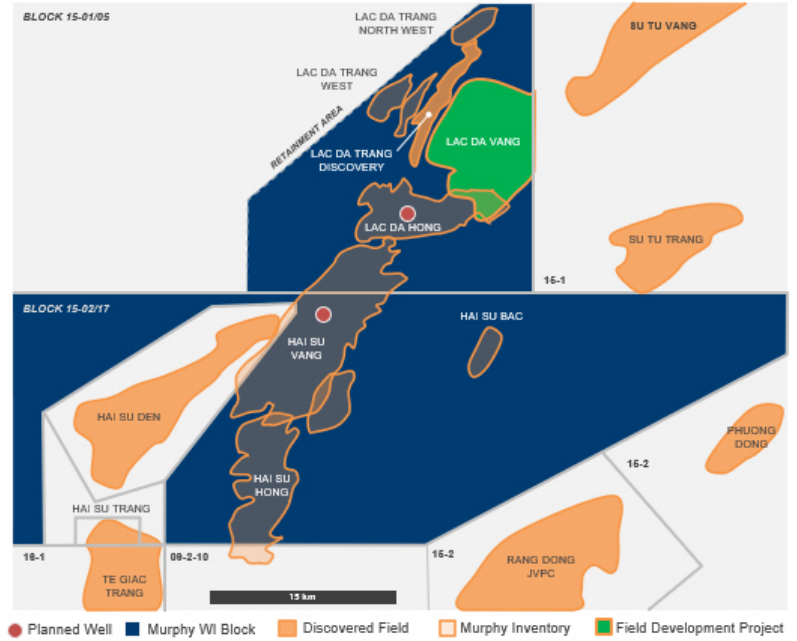 BLOCK 15-01/05
LAC DA TRANG
NORTH WEST
SU TU VANG
LAC DA TRANG
WEST
RETAINMENT AREA
LAC DA VANG
LAC DA TRANG
DISCOVERY
LAC DA HONG
SU TU TRANG
15-1
BLOCK 15-02/17
HAI SU BAC
HAI SU
VANG
HAI SU DEN
PHUONG
DONG
15-2
HAI SU
HONG
HAI SU TRANG
16-1
09-2-10
15-2
RANG DONG
JVPC
TE GIAC
TRANG
15 km
Planned Well
Murphy WI Block
Discovered Field
Murphy Inventory
Field Development Project